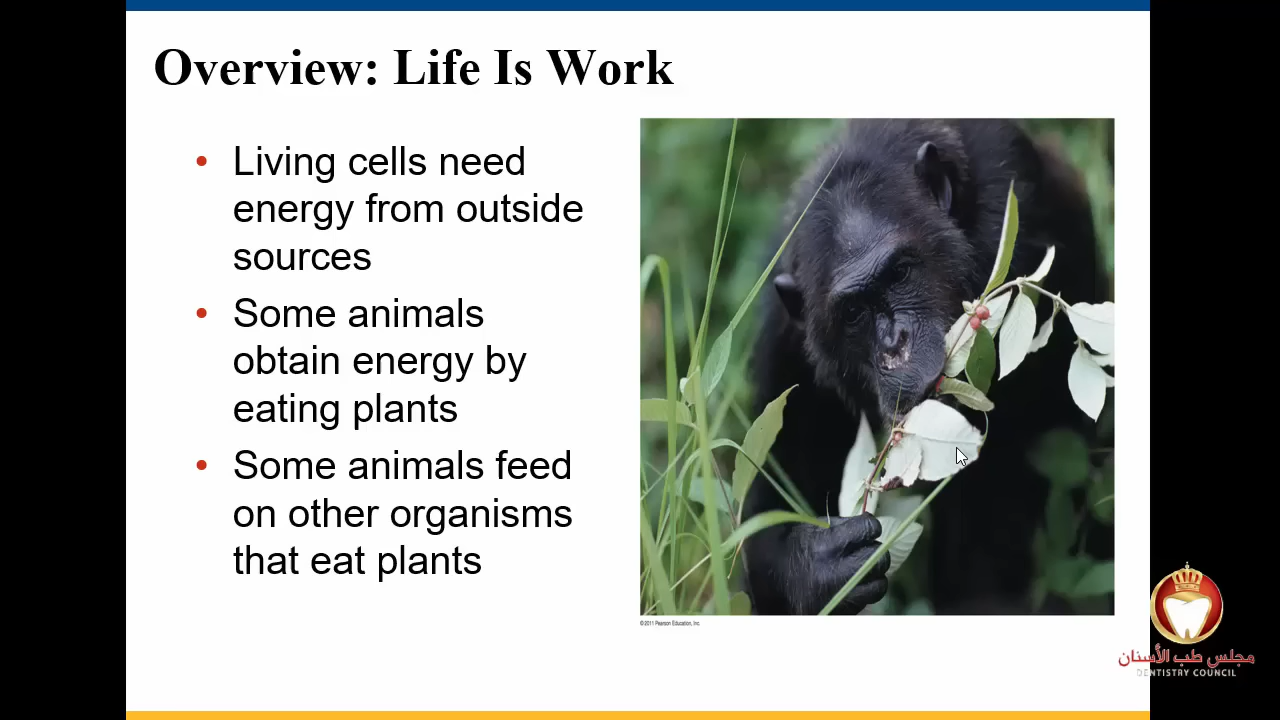 Overview: Life Is Work
• Living cells need
energy from outside
sources
• Some animals
obtain energy by
eating plants
• Some animals feed
on other organisms
that eat plants
© 2011 Pearson Education, Inc.
مجلس طب الأسنان
DENTISTRY COUNCIL